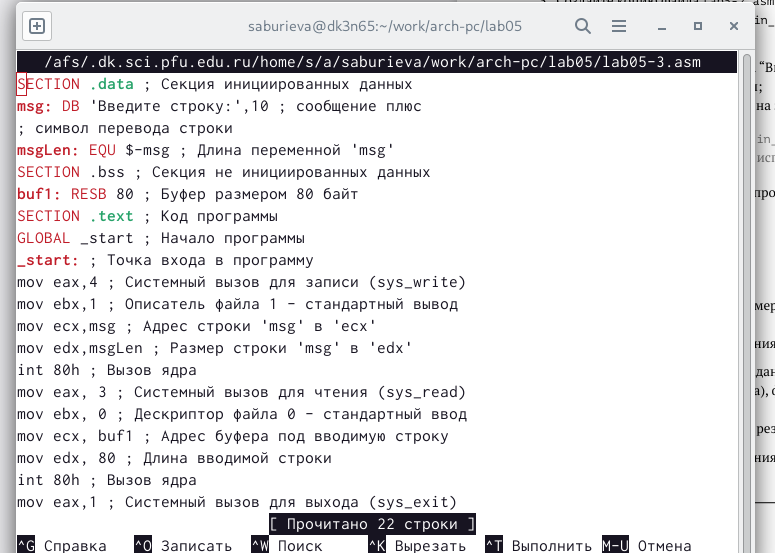 saburieva@dk3n65:~/work/arch-pc/lab05
/afs/.dk.sci.pfu.edu.ru/home/s/a/saburieva/work/arch-pc/lab05/lab05-3.asm
SECTION .data ; Секция инициированных данных
msg: DB 'Введите строку:',10 ; сообщение плюс
; символ перевода строки
msgLen: EQU $-msg ; Длина переменной 'msg'
SECTION .bss ; Секция не инициированных данных
buf1: RESB 80 ; Буфер размером 80 байт
SECTION .text ; Код программы
GLOBAL _start ; Начало программы
_start: ; Точка входа в программу
mov eax,4 ; Системный вызов для записи (sys_write)
mov ebx,1 ; Описатель файла 1 – стандартный вывод
mov ecx,msg ; Адрес строки 'msg' в 'ecx'
mov edx,msgLen ; Размер строки 'msg' в 'edx'
int 80h ; Вызов ядра
mov eax, 3 ; Системный вызов для чтения (sys_read)
mov ebx, 0 ; Дескриптор файла 0 – стандартный ввод
mov ecx, buf1 ; Адрес буфера под вводимую строку
mov edx, 80 ; Длина вводимой строки
int 80h ; Вызов ядра
mov eax,1 ; Системный вызов для выхода (sys_exit)
[ Прочитано 22 строки ]
^G Справка ^O Записать ^W Поиск ^K Вырезать ^T Выполнить M-U Отмена